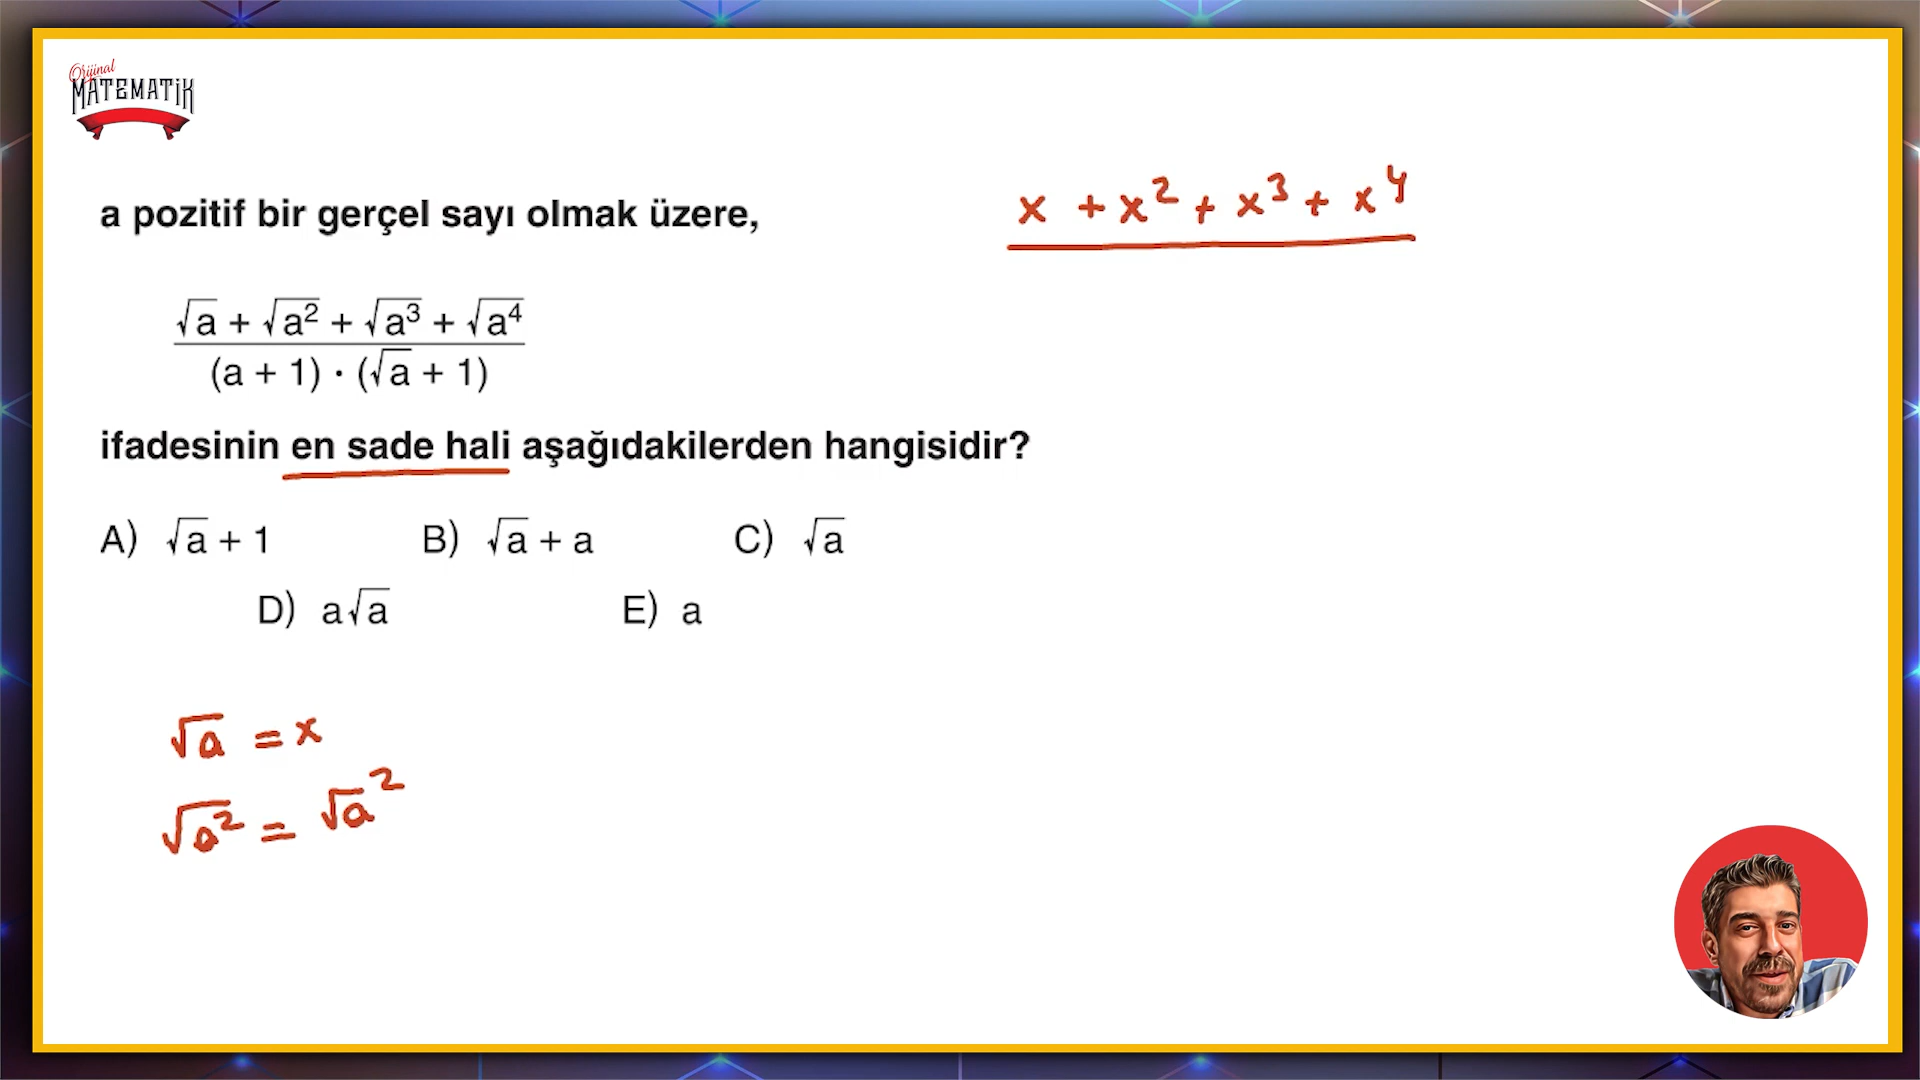 Orijinal
MATEMATİK
a pozitif bir gerçel sayı olmak üzere,
x + x² + x³ + x⁴
√a + √a² + √a³ + √a⁴
(a + 1) · (√a + 1)
ifadesinin en sade hali aşağıdakilerden hangisidir?
A) √a + 1 B) √a + a C) √a
D) a√a E) a
√a = x
√a² = √a²